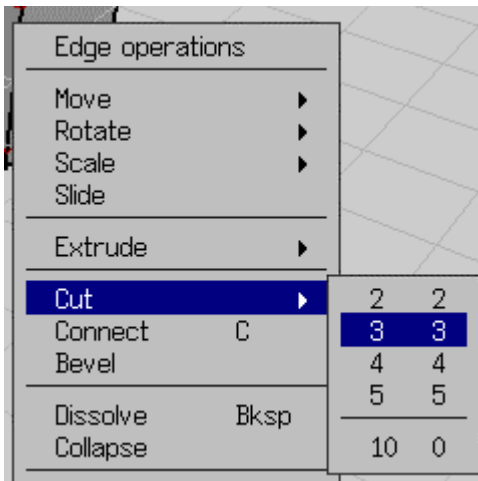 Edge operations
Move
Rotate
Scale
Slide
Extrude
Cut
Connect C
Bevel
Dissolve Bksp
Collapse
2 2
3 3
4 4
5 5
10 0